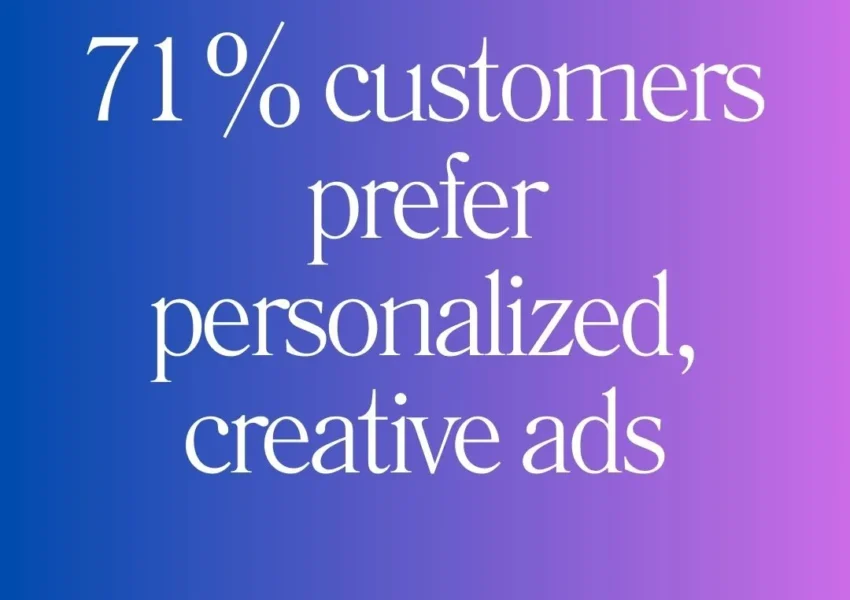 71% customers
prefer
personalized,
creative ads